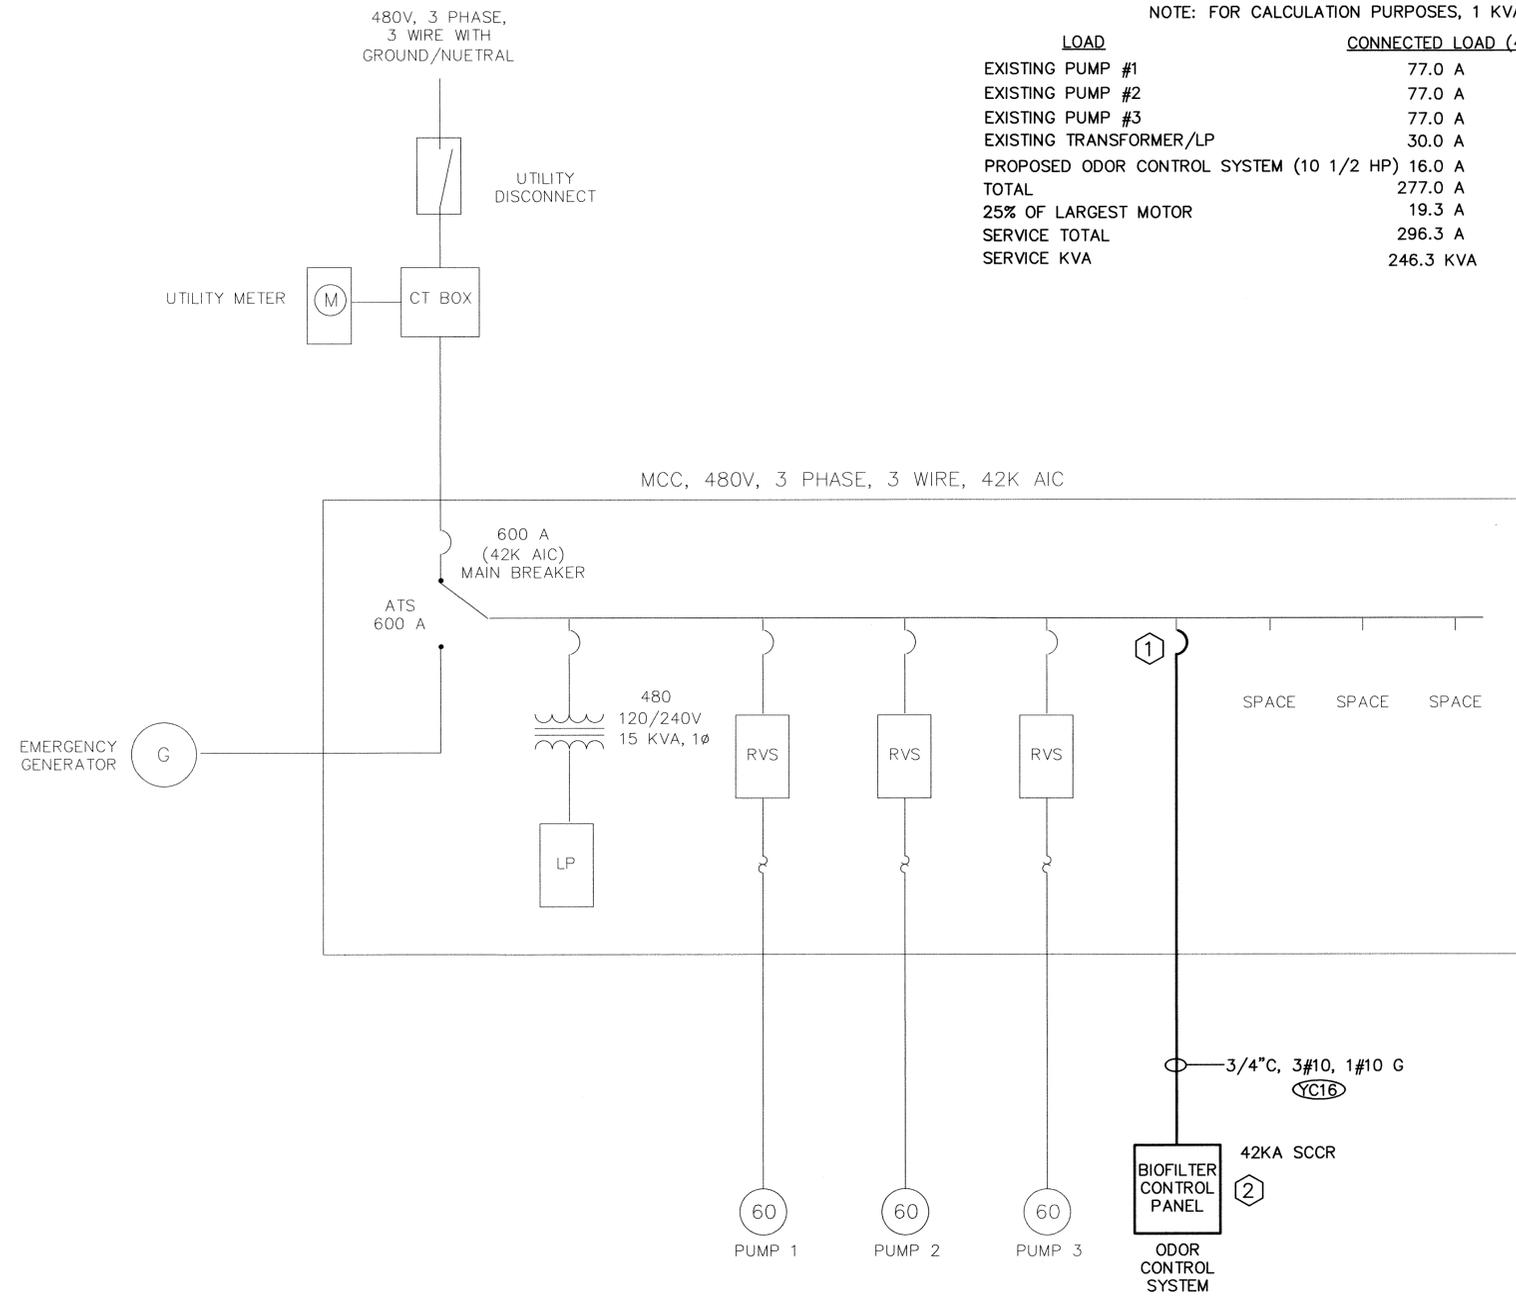 480V, 3 PHASE,
3 WIRE WITH
GROUND/NUETRAL
NOTE: FOR CALCULATION PURPOSES, 1 KVA
LOAD CONNECTED LOAD (4
EXISTING PUMP #1 77.0 A
EXISTING PUMP #2 77.0 A
EXISTING PUMP #3 77.0 A
EXISTING TRANSFORMER/LP 30.0 A
PROPOSED ODOR CONTROL SYSTEM (10 1/2 HP) 16.0 A
TOTAL 277.0 A
25% OF LARGEST MOTOR 19.3 A
SERVICE TOTAL 296.3 A
SERVICE KVA 246.3 KVA
UTILITY
DISCONNECT
UTILITY METER
M
CT BOX
MCC, 480V, 3 PHASE, 3 WIRE, 42K AIC
600 A
(42K AIC)
MAIN BREAKER
ATS
600 A
1
480
120/240V
15 KVA, 1ø
SPACE SPACE SPACE
EMERGENCY
GENERATOR
G
RVS RVS RVS
LP
3/4"C, 3#10, 1#10 G
YC16
42KA SCCR
BIOFILTER
CONTROL
PANEL
2
60 60 60
PUMP 1 PUMP 2 PUMP 3
ODOR
CONTROL
SYSTEM